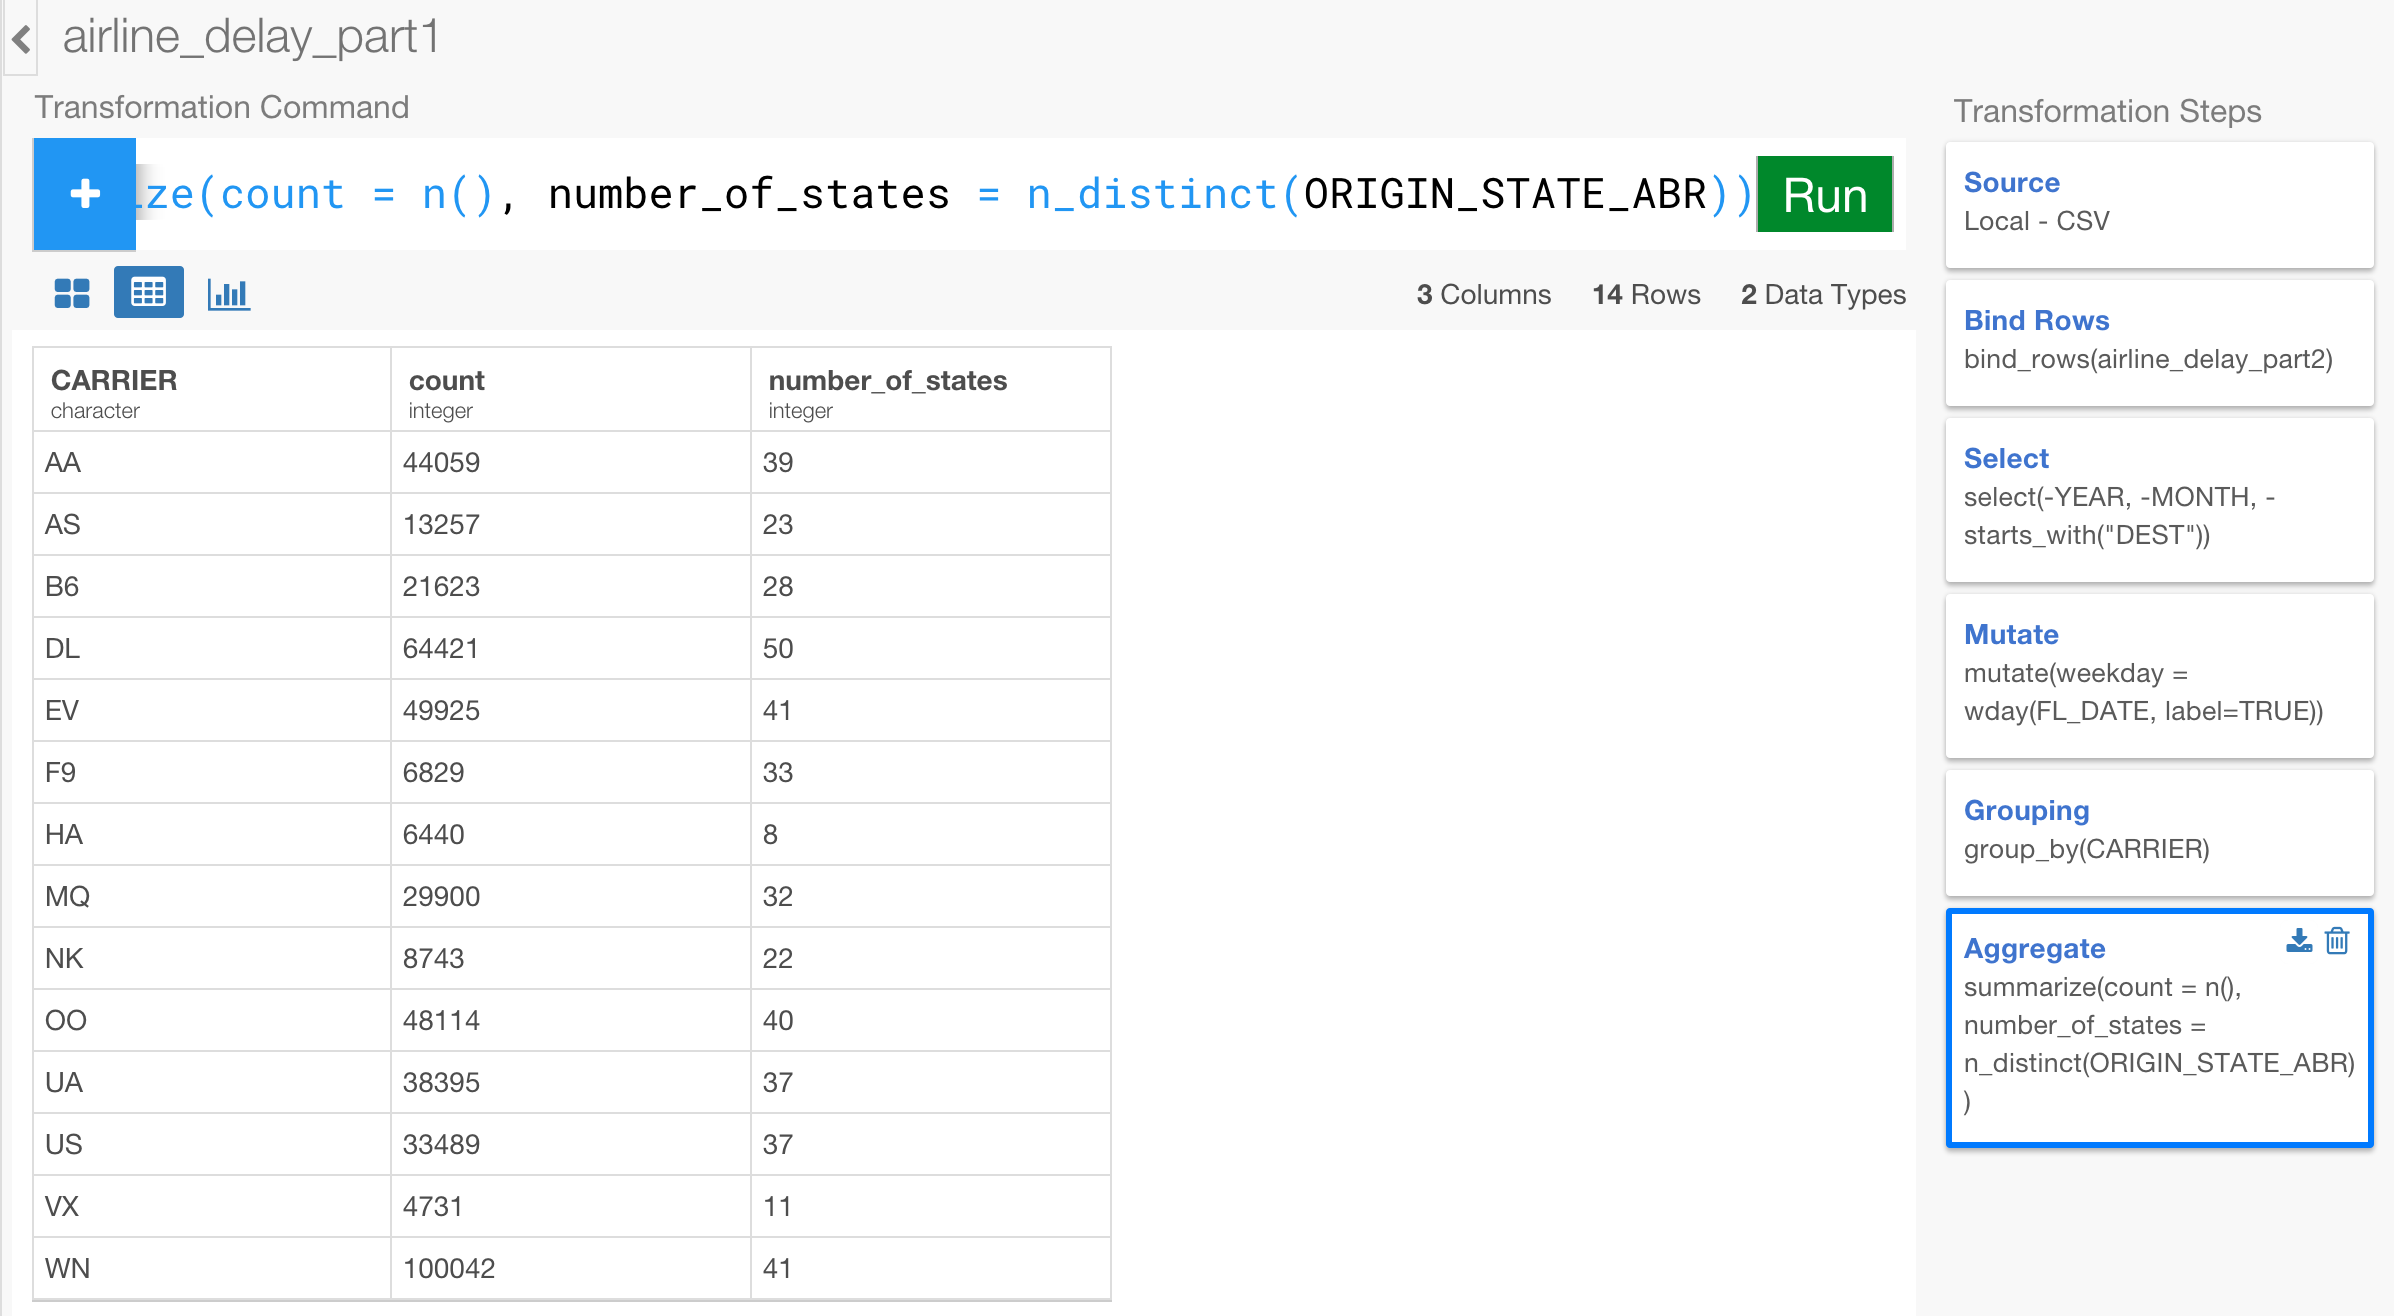 airline_delay_part1
Transformation Command
+ ize(count = n(), number_of_states = n_distinct(ORIGIN_STATE_ABR)) Run
3 Columns 14 Rows 2 Data Types
CARRIER count number_of_states
character integer integer
AA 44059 39
AS 13257 23
B6 21623 28
DL 64421 50
EV 49925 41
F9 6829 33
HA 6440 8
MQ 29900 32
NK 8743 22
OO 48114 40
UA 38395 37
US 33489 37
VX 4731 11
WN 100042 41
Transformation Steps
Source
Local - CSV
Bind Rows
bind_rows(airline_delay_part2)
Select
select(-YEAR, -MONTH, -
starts_with("DEST"))
Mutate
mutate(weekday =
wday(FL_DATE, label=TRUE))
Grouping
group_by(CARRIER)
Aggregate
summarize(count = n(),
number_of_states =
n_distinct(ORIGIN_STATE_ABR)
)